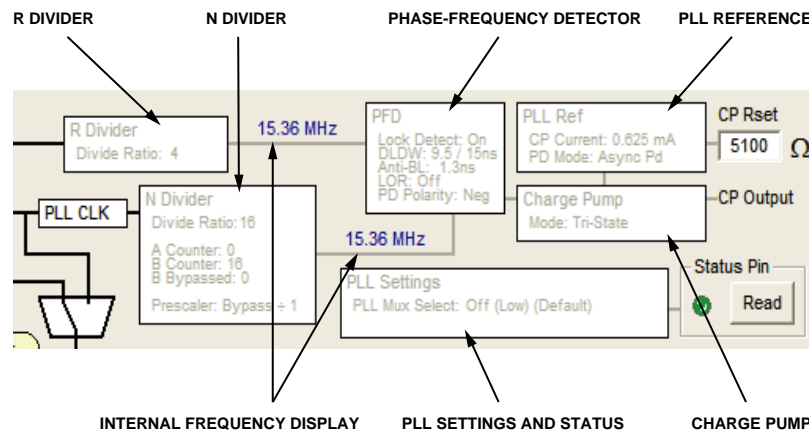 R DIVIDER
N DIVIDER
PHASE-FREQUENCY DETECTOR
PLL REFERENCE
R Divider
Divide Ratio: 4
15.36 MHz
PFD
Lock Detect: On
DLDW: 9.5 / 15ns
Anti-BL: 1.3ns
LOR: Off
PD Polarity: Neg
PLL Ref
CP Current: 0.625 mA
PD Mode: Async Pd
CP Rset
5100 Ω
PLL CLK
N Divider
Divide Ratio: 16
A Counter: 0
B Counter: 16
B Bypassed: 0
Prescaler: Bypass ÷ 1
15.36 MHz
Charge Pump
Mode: Tri-State
CP Output
PLL Settings
PLL Mux Select: Off (Low) (Default)
Status Pin
Read
INTERNAL FREQUENCY DISPLAY
PLL SETTINGS AND STATUS
CHARGE PUMP